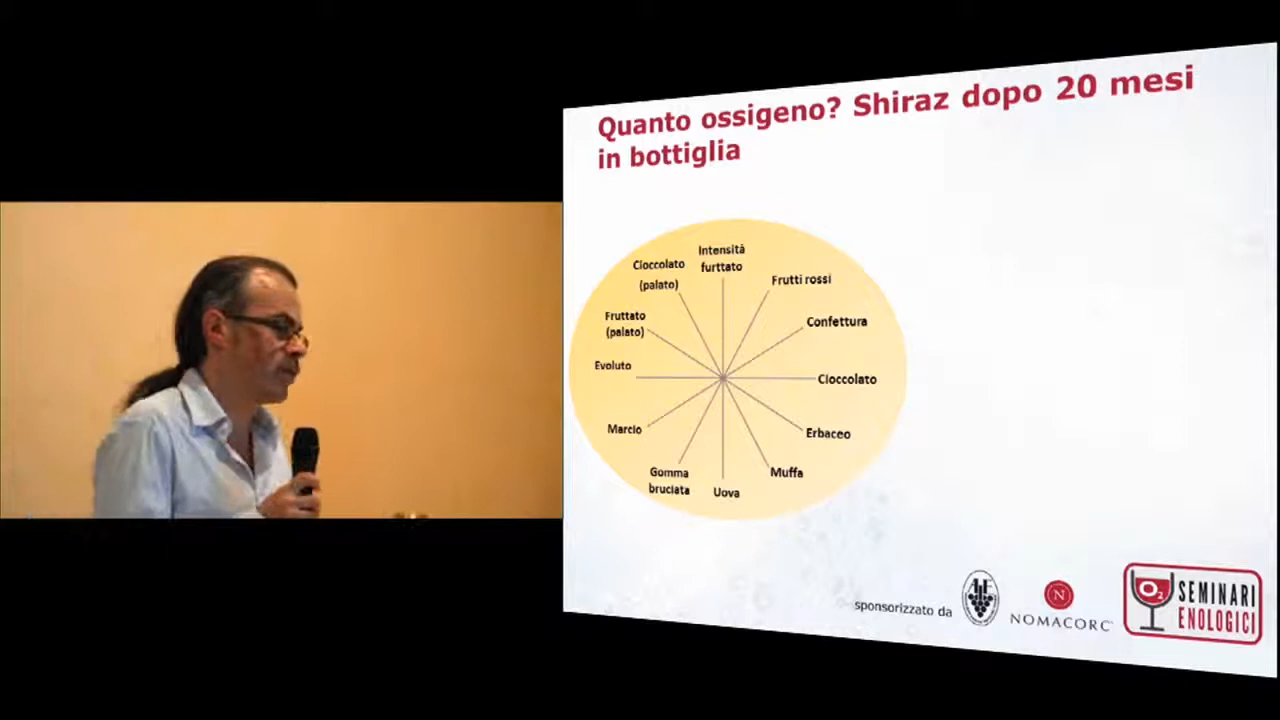 Quanto ossigeno? Shiraz dopo 20 mesi
in bottiglia
Intensità
furttato
Frutti rossi
Confettura
Cioccolato
Erbaceo
Muffa
Uova
Gomma
bruciata
Marcio
Evoluto
Fruttato
(palato)
Cioccolato
(palato)
sponsorizzato da
N
NOMACORC
O2
SEMINARI
ENOLOGICI